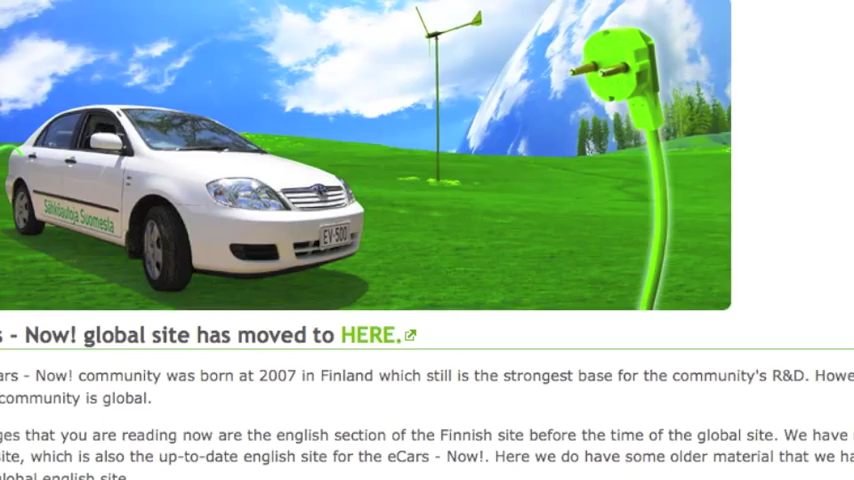 Sähköautoja Suomesta
EV-500
- Now! global site has moved to HERE.
- Now! community was born at 2007 in Finland which still is the strongest base for the community's R&D.
community is global.
that you are reading now are the english section of the Finnish site before the time of the global site. We have
which is also the up-to-date english site for the eCars - Now!. Here we do have some older material that we
global english site